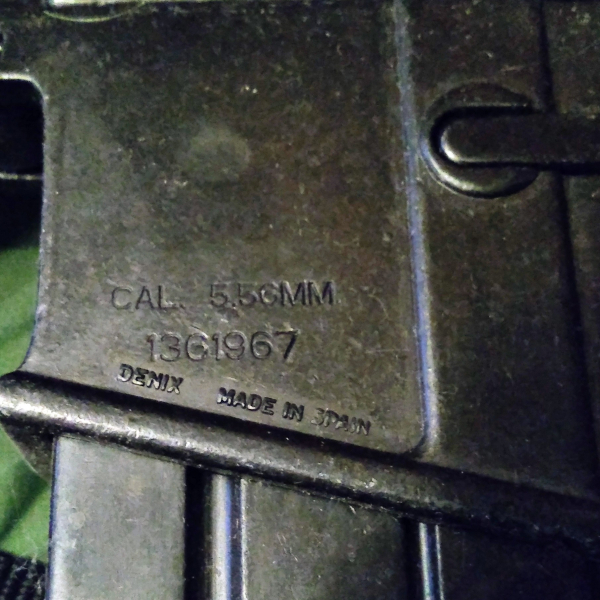 CAL. 5.56MM
1361967
DENIX MADE IN SPAIN